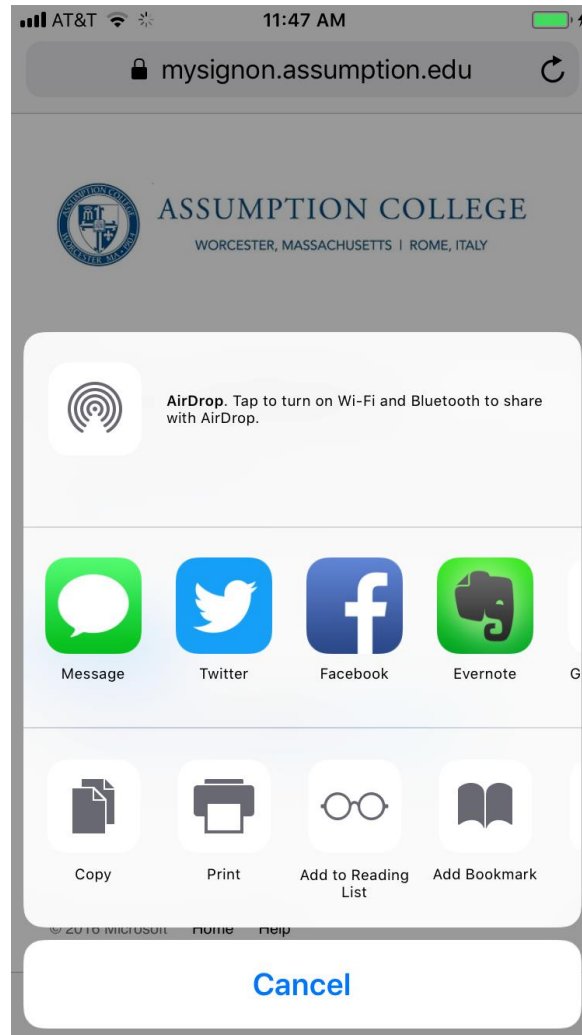 AT&T 11:47 AM
mysignon.assumption.edu
ASSUMPTION COLLEGE
WORCESTER, MASSACHUSETTS | ROME, ITALY
AirDrop. Tap to turn on Wi-Fi and Bluetooth to share
with AirDrop.
Message Twitter Facebook Evernote G
Copy Print Add to Reading Add Bookmark
List
© 2016 Microsoft Home Help
Cancel